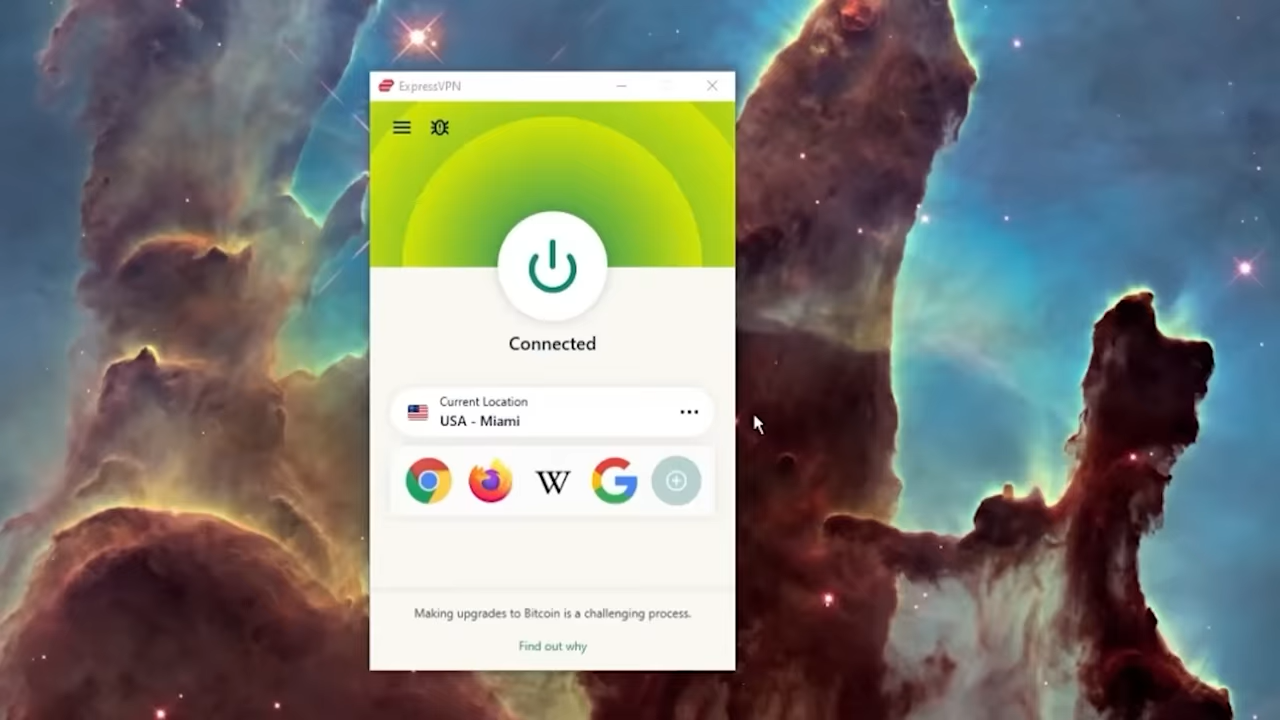 ExpressVPN
Connected
Current Location
USA - Miami
W
Making upgrades to Bitcoin is a challenging process.
Find out why